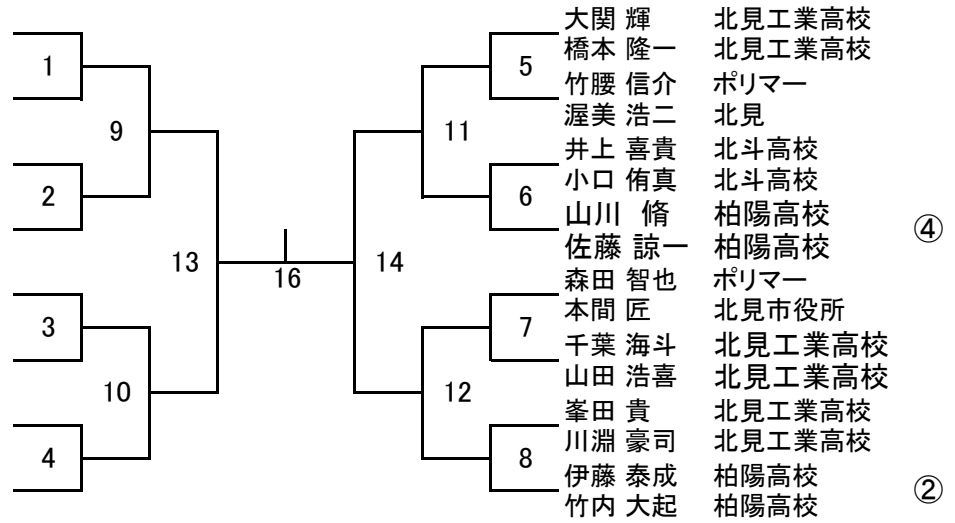 大関 輝 北見工業高校
橋本 隆一 北見工業高校
1
5
竹腰 信介 ポリマー
渥美 浩二 北見
9
11
井上 喜貴 北斗高校
小口 侑真 北斗高校
2
6
山川 脩 柏陽高校
④
佐藤 諒一 柏陽高校
13
14
16
森田 智也 ポリマー
本間 匠 北見市役所
3
7
千葉 海斗 北見工業高校
山田 浩喜 北見工業高校
10
12
峯田 貴 北見工業高校
川淵 豪司 北見工業高校
4
8
伊藤 泰成 柏陽高校
②
竹内 大起 柏陽高校